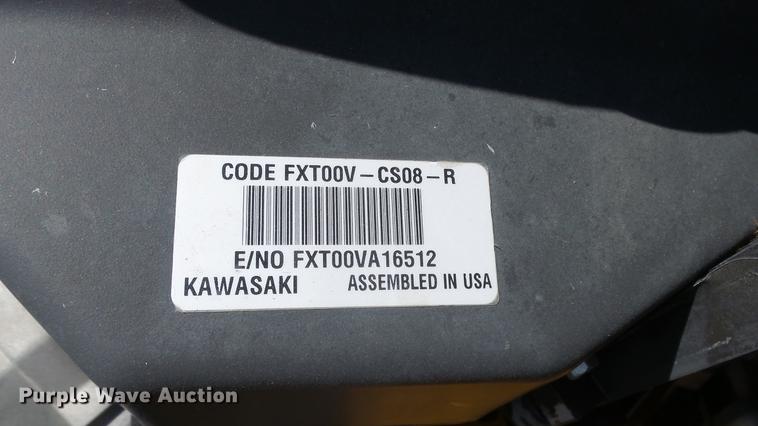 CODE FXT00V-CS08-R
E/NO FXT00VA16512
KAWASAKI ASSEMBLED IN USA
Purple Wave Auction